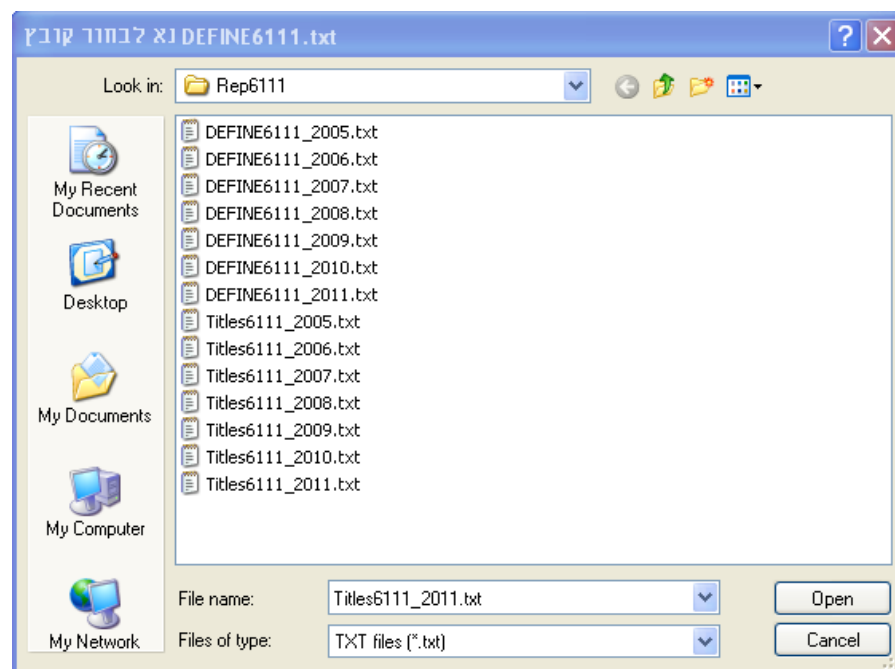 נא לבחור קובץ DEFINE6111.txt
Look in:
Rep6111
My Recent
Documents
Desktop
My Documents
My Computer
My Network
DEFINE6111_2005.txt
DEFINE6111_2006.txt
DEFINE6111_2007.txt
DEFINE6111_2008.txt
DEFINE6111_2009.txt
DEFINE6111_2010.txt
DEFINE6111_2011.txt
Titles6111_2005.txt
Titles6111_2006.txt
Titles6111_2007.txt
Titles6111_2008.txt
Titles6111_2009.txt
Titles6111_2010.txt
Titles6111_2011.txt
File name:
Titles6111_2011.txt
Open
Files of type:
TXT files (*.txt)
Cancel